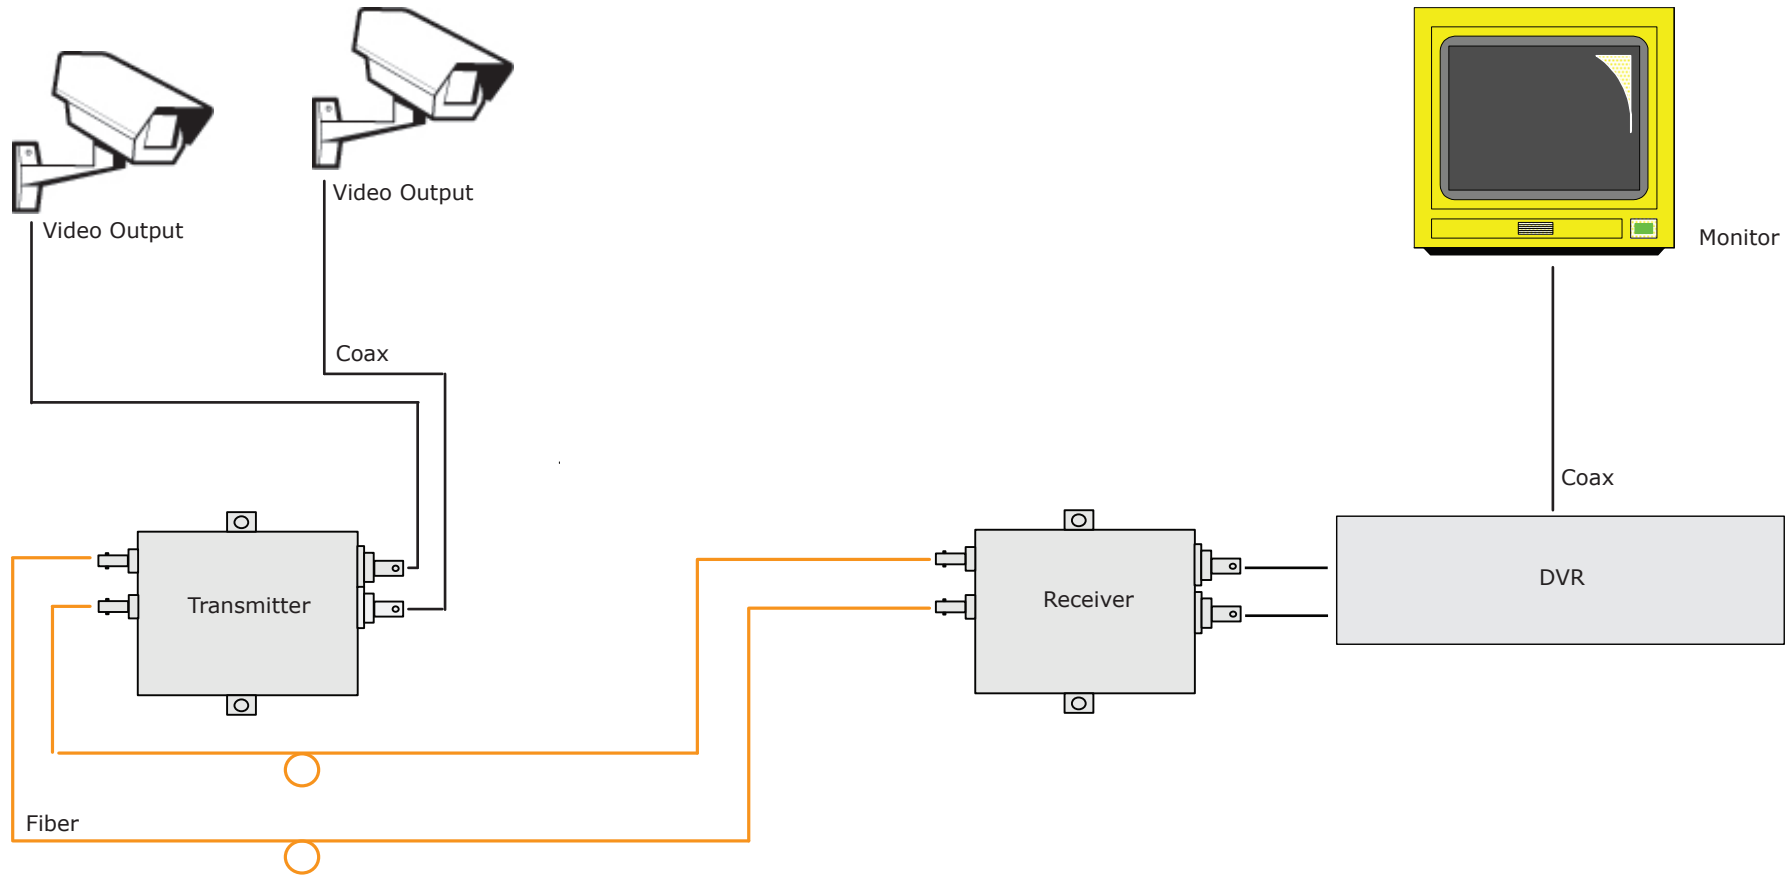 Video Output
Video Output
Monitor
Coax
Coax
Transmitter
Receiver
DVR
Fiber